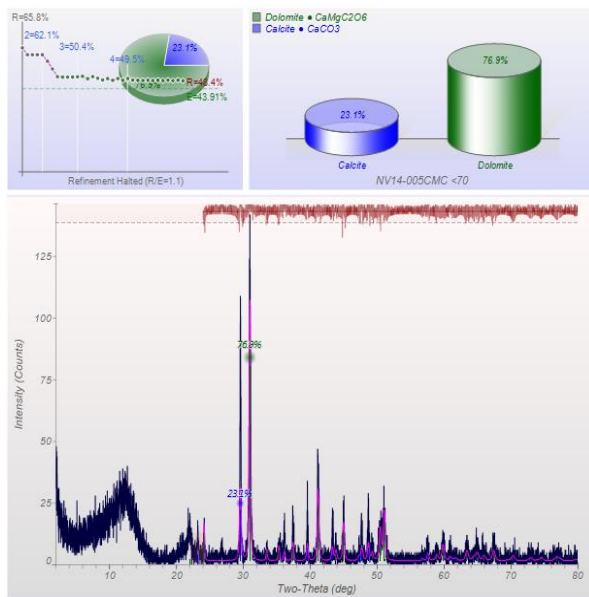 R=65.8%
2=62.1%
3=50.4%
4=49.5%
23.1%
76.9%
R=48.4%
E=43.91%
Refinement Halted (R/E=1.1)
Dolomite • CaMgC2O6
Calcite • CaCO3
76.9%
23.1%
Calcite
Dolomite
NV14-005CMC <70
Intensity (Counts)
125
100
75
50
25
0
76.9%
23.1%
10
20
30
40
50
60
70
80
Two-Theta (deg)